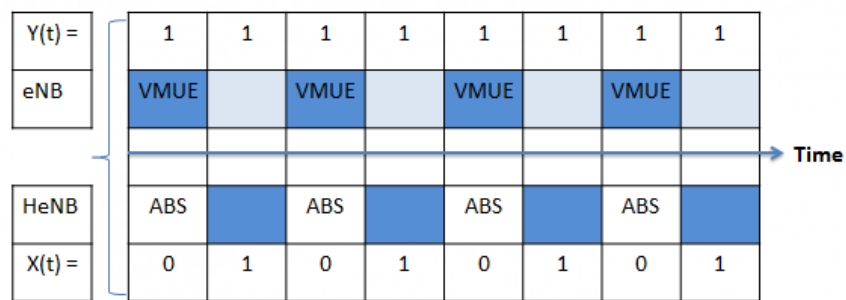 Y(t) = 1 1 1 1 1 1 1 1
eNB VMUE VMUE VMUE VMUE
Time
HeNB ABS ABS ABS ABS
X(t) = 0 1 0 1 0 1 0 1